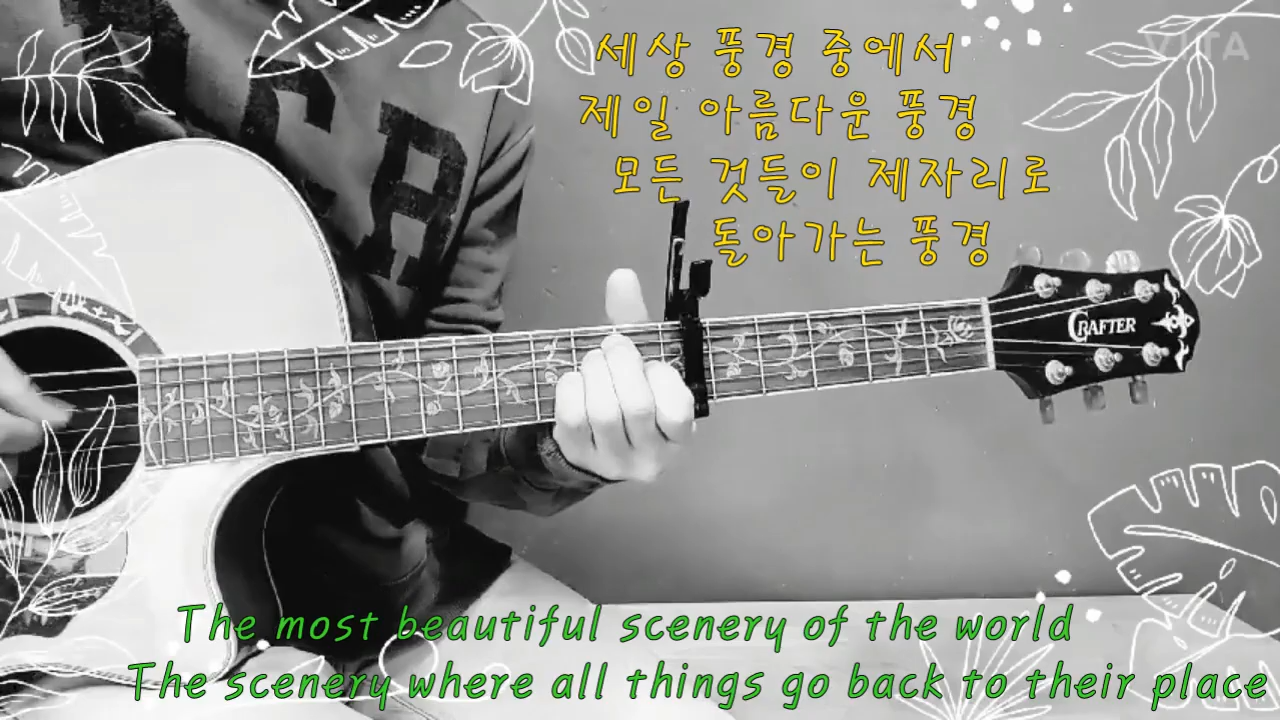 VITA
세상 풍경 중에서
제일 아름다운 풍경
모든 것들이 제자리로
돌아가는 풍경
CRAFTER
The most beautiful scenery of the world
The scenery where all things go back to their place